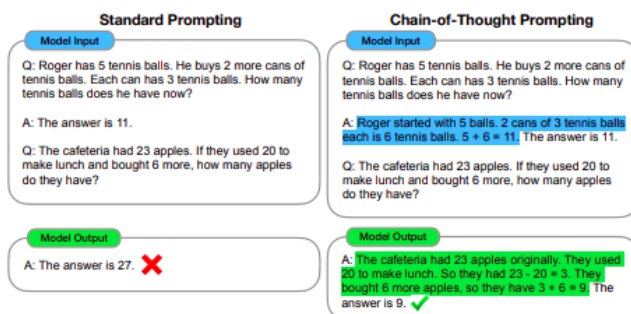 Standard Prompting
Model Input
Q: Roger has 5 tennis balls. He buys 2 more cans of
tennis balls. Each can has 3 tennis balls. How many
tennis balls does he have now?
A: The answer is 11.
Q: The cafeteria had 23 apples. If they used 20 to
make lunch and bought 6 more, how many apples
do they have?
Model Output
A: The answer is 27.
Chain-of-Thought Prompting
Model Input
Q: Roger has 5 tennis balls. He buys 2 more cans of
tennis balls. Each can has 3 tennis balls. How many
tennis balls does he have now?
A: Roger started with 5 balls. 2 cans of 3 tennis balls
each is 6 tennis balls. 5 + 6 = 11. The answer is 11.
Q: The cafeteria had 23 apples. If they used 20 to
make lunch and bought 6 more, how many apples
do they have?
Model Output
A: The cafeteria had 23 apples originally. They used
20 to make lunch. So they had 23 - 20 = 3. They
bought 6 more apples, so they have 3 + 6 = 9. The
answer is 9.